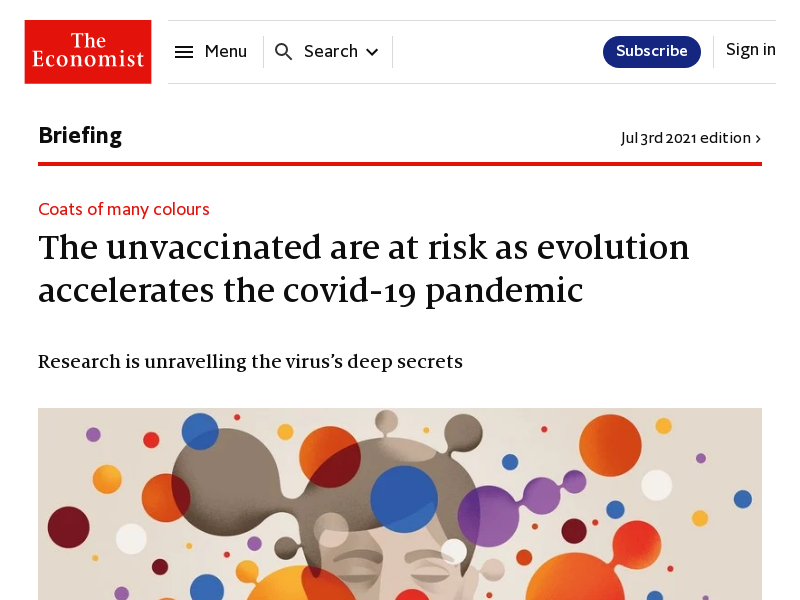 The
Economist
Menu
Search
Subscribe
Sign in
Briefing
Jul 3rd 2021 edition ›
Coats of many colours
The unvaccinated are at risk as evolution
accelerates the covid-19 pandemic
Research is unravelling the virus’s deep secrets